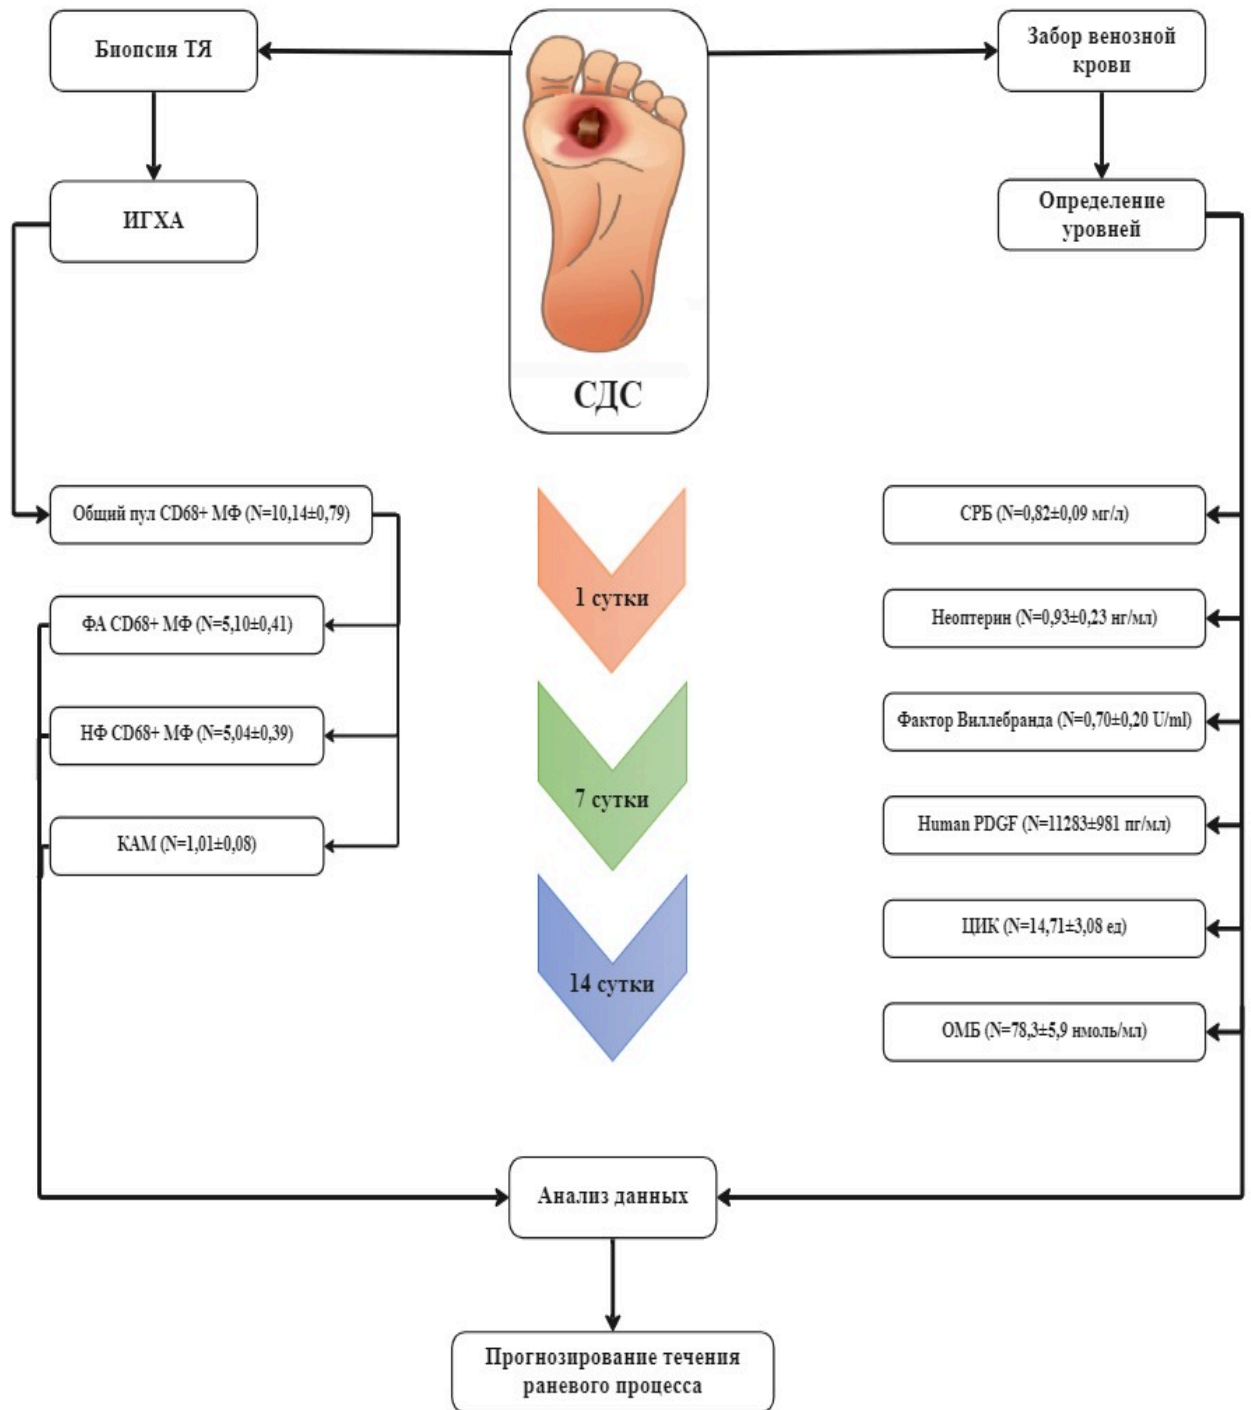 Биопсия ТЯ
Забор венозной
крови
ИГХА
Определение
уровней
СДС
Общий пул CD68+ МФ (N=10,14±0,79)
ФА CD68+ МФ (N=5,10±0,41)
НФ CD68+ МФ (N=5,04±0,39)
КАМ (N=1,01±0,08)
1 сутки
7 сутки
14 сутки
СРБ (N=0,82±0,09 мг/л)
Неоптерин (N=0,93±0,23 нг/мл)
Фактор Виллебранда (N=0,70±0,20 U/ml)
Human PDGF (N=11283±981 пг/мл)
ЦИК (N=14,71±3,08 ед)
ОМБ (N=78,3±5,9 нмоль/мл)
Анализ данных
Прогнозирование течения
раневого процесса